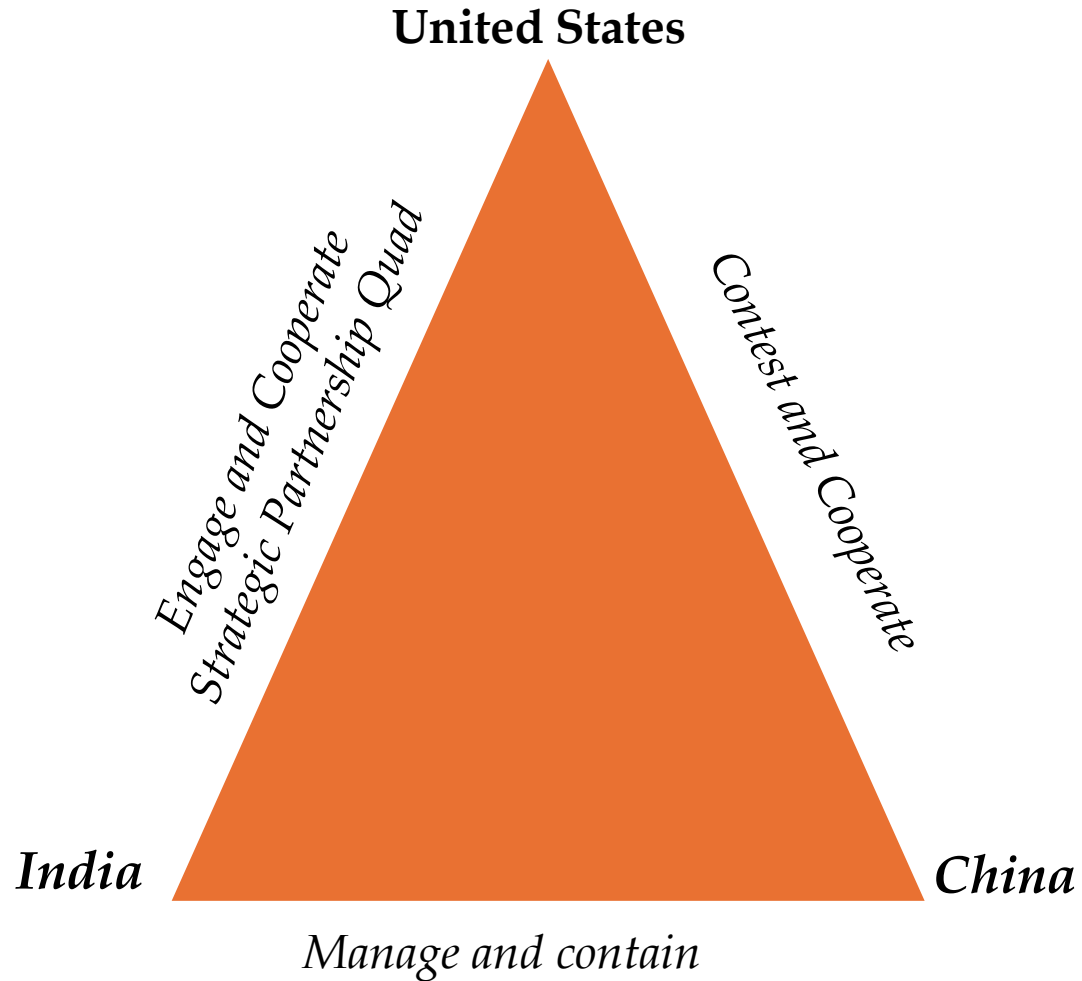 United States
Engage and Cooperate
Strategic Partnership Quad
Contest and Cooperate
India
China
Manage and contain